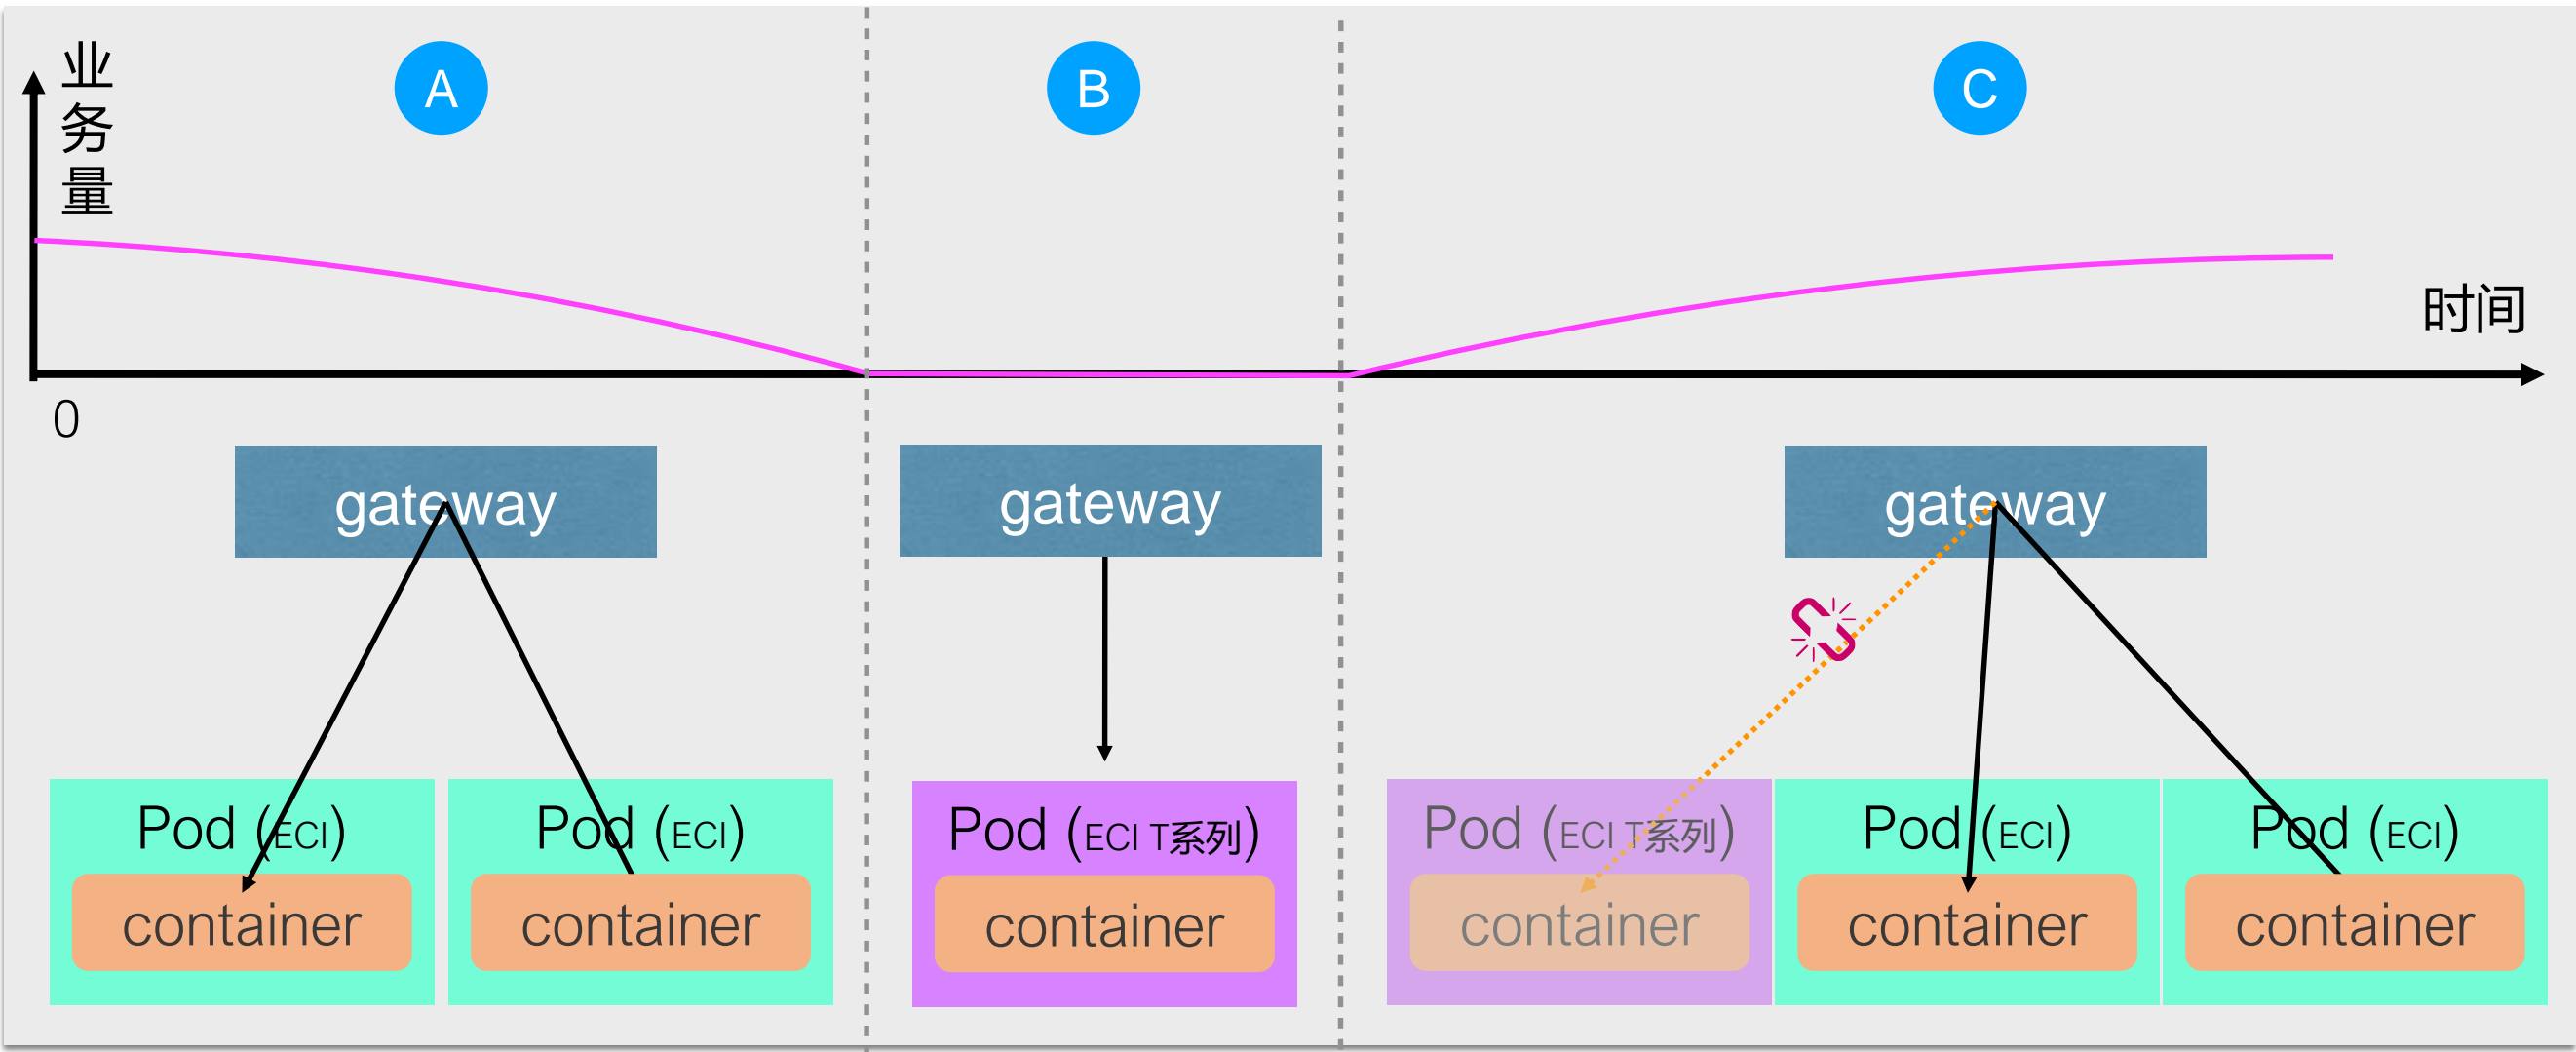 业务量
A
B
C
时间
0
gateway
gateway
gateway
Pod (ECI)
container
Pod (ECI)
container
Pod (ECI T系列)
container
Pod (ECI T系列)
container
Pod (ECI)
container
Pod (ECI)
container